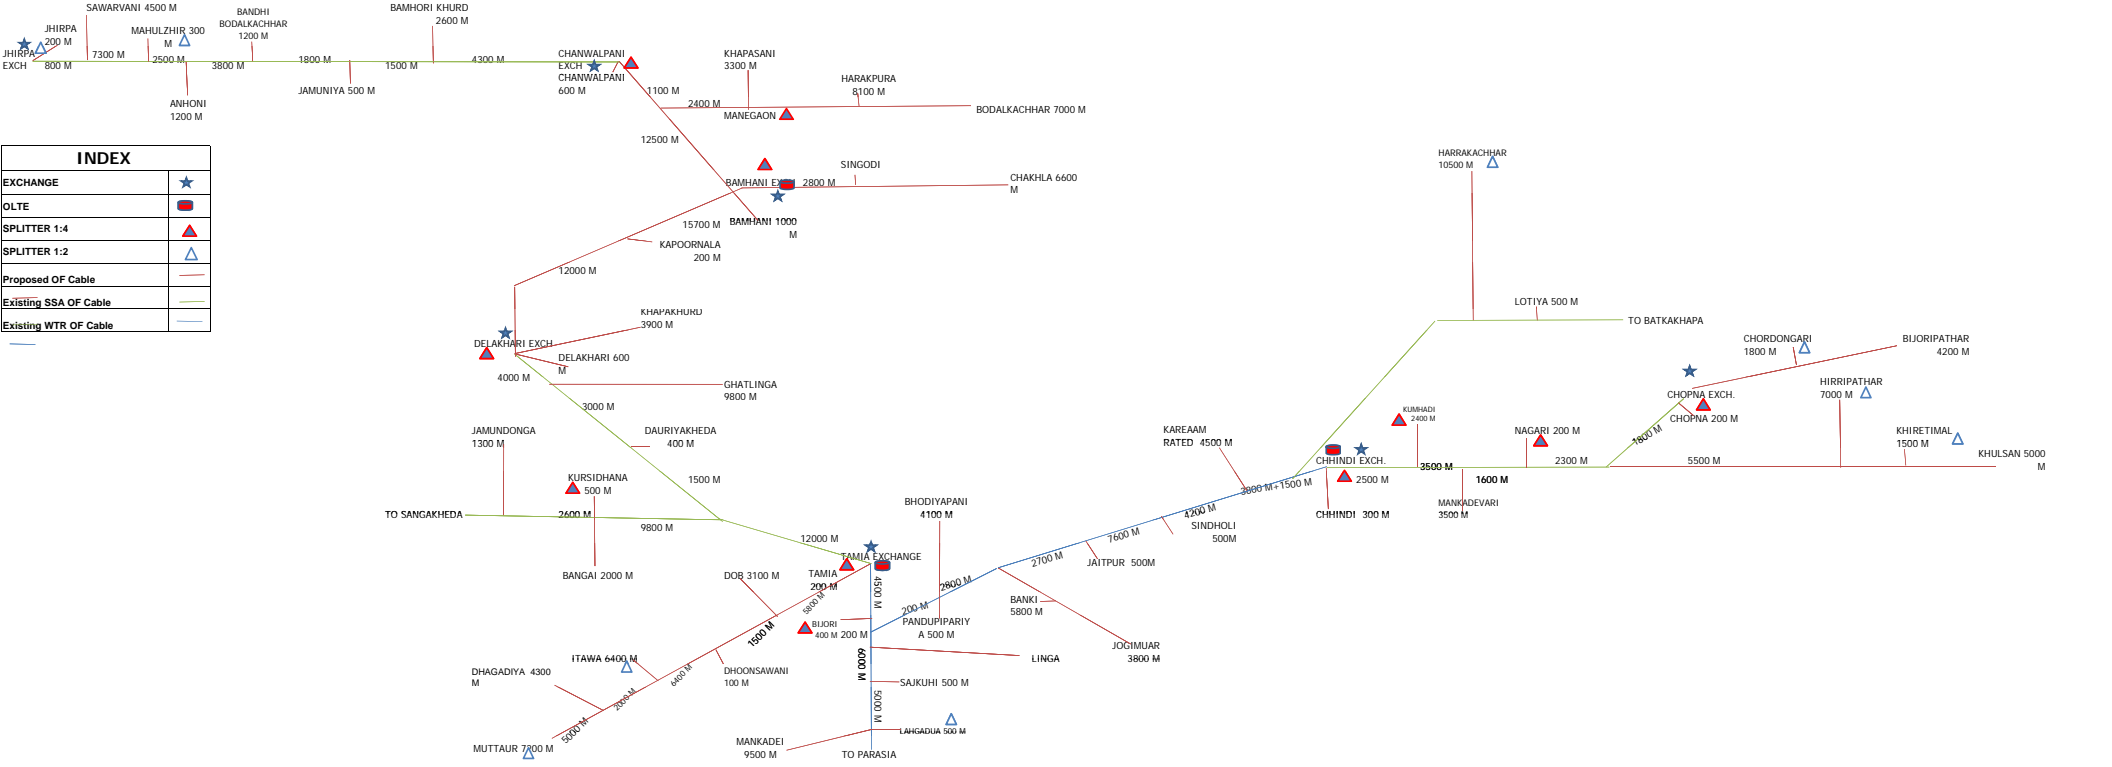 SAWARVANI 4500 M
JHIRPA
200 M
JHIRPA
EXCH
800 M
7300 M
MAHULZHIR 300
M
2500 M
ANHONI
1200 M
BANDHI
BODALKACHHAR
1200 M
3800 M
1800 M
JAMUNIYA 500 M
BAMHORI KHURD
2600 M
1500 M
4300 M
CHANWALPANI
EXCH
CHANWALPANI
600 M
1100 M
2400 M
KHAPASANI
3300 M
MANEGAON
HARAKPURA
8100 M
BODALKACHHAR 7000 M
12500 M
BAMHANI EXCH
2800 M
SINGODI
CHAKHLA 6600
M
BAMHANI 1000
M
15700 M
KAPOORNALA
200 M
12000 M
INDEX
EXCHANGE
OLTE
SPLITTER 1:4
SPLITTER 1:2
Proposed OF Cable
Existing SSA OF Cable
Existing WTR OF Cable
KHAPAKHURD
3900 M
DELAKHARI EXCH
DELAKHARI 600
M
4000 M
GHATLINGA
9800 M
3000 M
DAURIYAKHEDA
400 M
1500 M
JAMUNDONGA
1300 M
KURSIDHANA
500 M
TO SANGAKHEDA
2600 M
9800 M
BANGAI 2000 M
12000 M
TAMIA EXCHANGE
TAMIA
200 M
DOB 3100 M
5800 M
1500 M
4500 M
BIJORI
400 M
200 M
6000 M
ITAWA 6400 M
6400 M
DHOONSAWANI
100 M
DHAGADIYA 4300
M
2000 M
5000 M
MUTTAUR 7200 M
LINGA
SAJKUHI 500 M
5000 M
LAHGADUA 500 M
MANKADEI
9500 M
TO PARASIA
BHODIYAPANI
4100 M
200 M
2800 M
PANDUPIPARIY
A 500 M
BANKI
5800 M
JOGIMUAR
3800 M
2700 M
JAITPUR 500M
7600 M
SINDHOLI
500M
4200 M
KAREAAM
RATED 4500 M
3800 M+1500 M
CHHINDI EXCH.
2500 M
CHHINDI 300 M
KUMHADI
2400 M
3500 M
1600 M
MANKADEVARI
3500 M
NAGARI 200 M
2300 M
HARRAKACHHAR
10500 M
LOTIYA 500 M
TO BATKAKHAPA
CHORDONGARI
1800 M
BIJORIPATHAR
4200 M
CHOPNA EXCH.
CHOPNA 200 M
1800 M
HIRRIPATHAR
7000 M
5500 M
KHIRETIMAL
1500 M
KHULSAN 5000
M